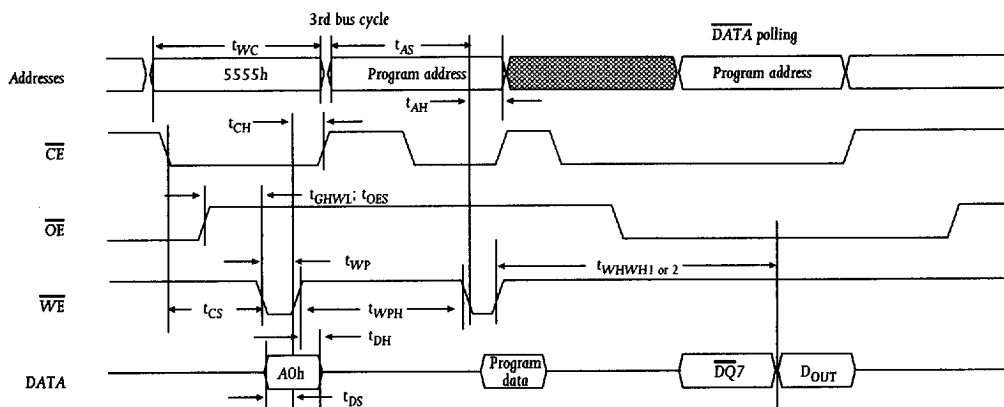 3rd bus cycle
DATA polling
tWC
tAS
Addresses
5555h
Program address
Program address
tAH
tCH
CE
tGHWL; tOES
OE
tWP
tWHWH1 or 2
WE
tCS
tWPH
tDH
DATA
A0h
Program data
DQ7
DOUT
tDS